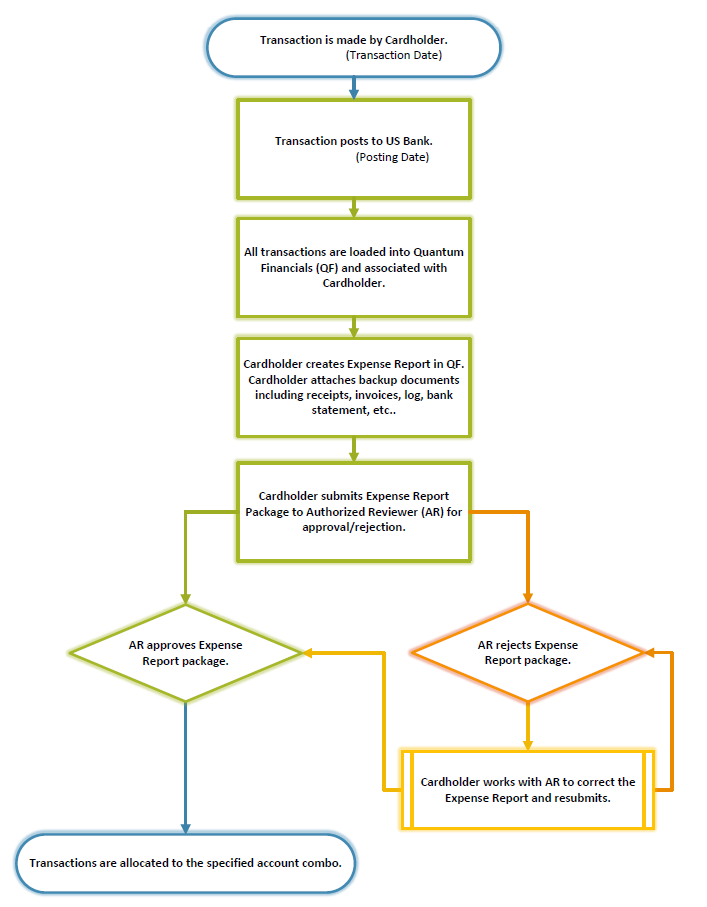 Transaction is made by Cardholder.
(Transaction Date)
Transaction posts to US Bank.
(Posting Date)
All transactions are loaded into Quantum
Financials (QF) and associated with
Cardholder.
Cardholder creates Expense Report in QF.
Cardholder attaches backup documents
including receipts, invoices, log, bank
statement, etc..
Cardholder submits Expense Report
Package to Authorized Reviewer (AR) for
approval/rejection.
AR approves Expense
Report package.
AR rejects Expense
Report package.
Cardholder works with AR to correct the
Expense Report and resubmits.
Transactions are allocated to the specified account combo.